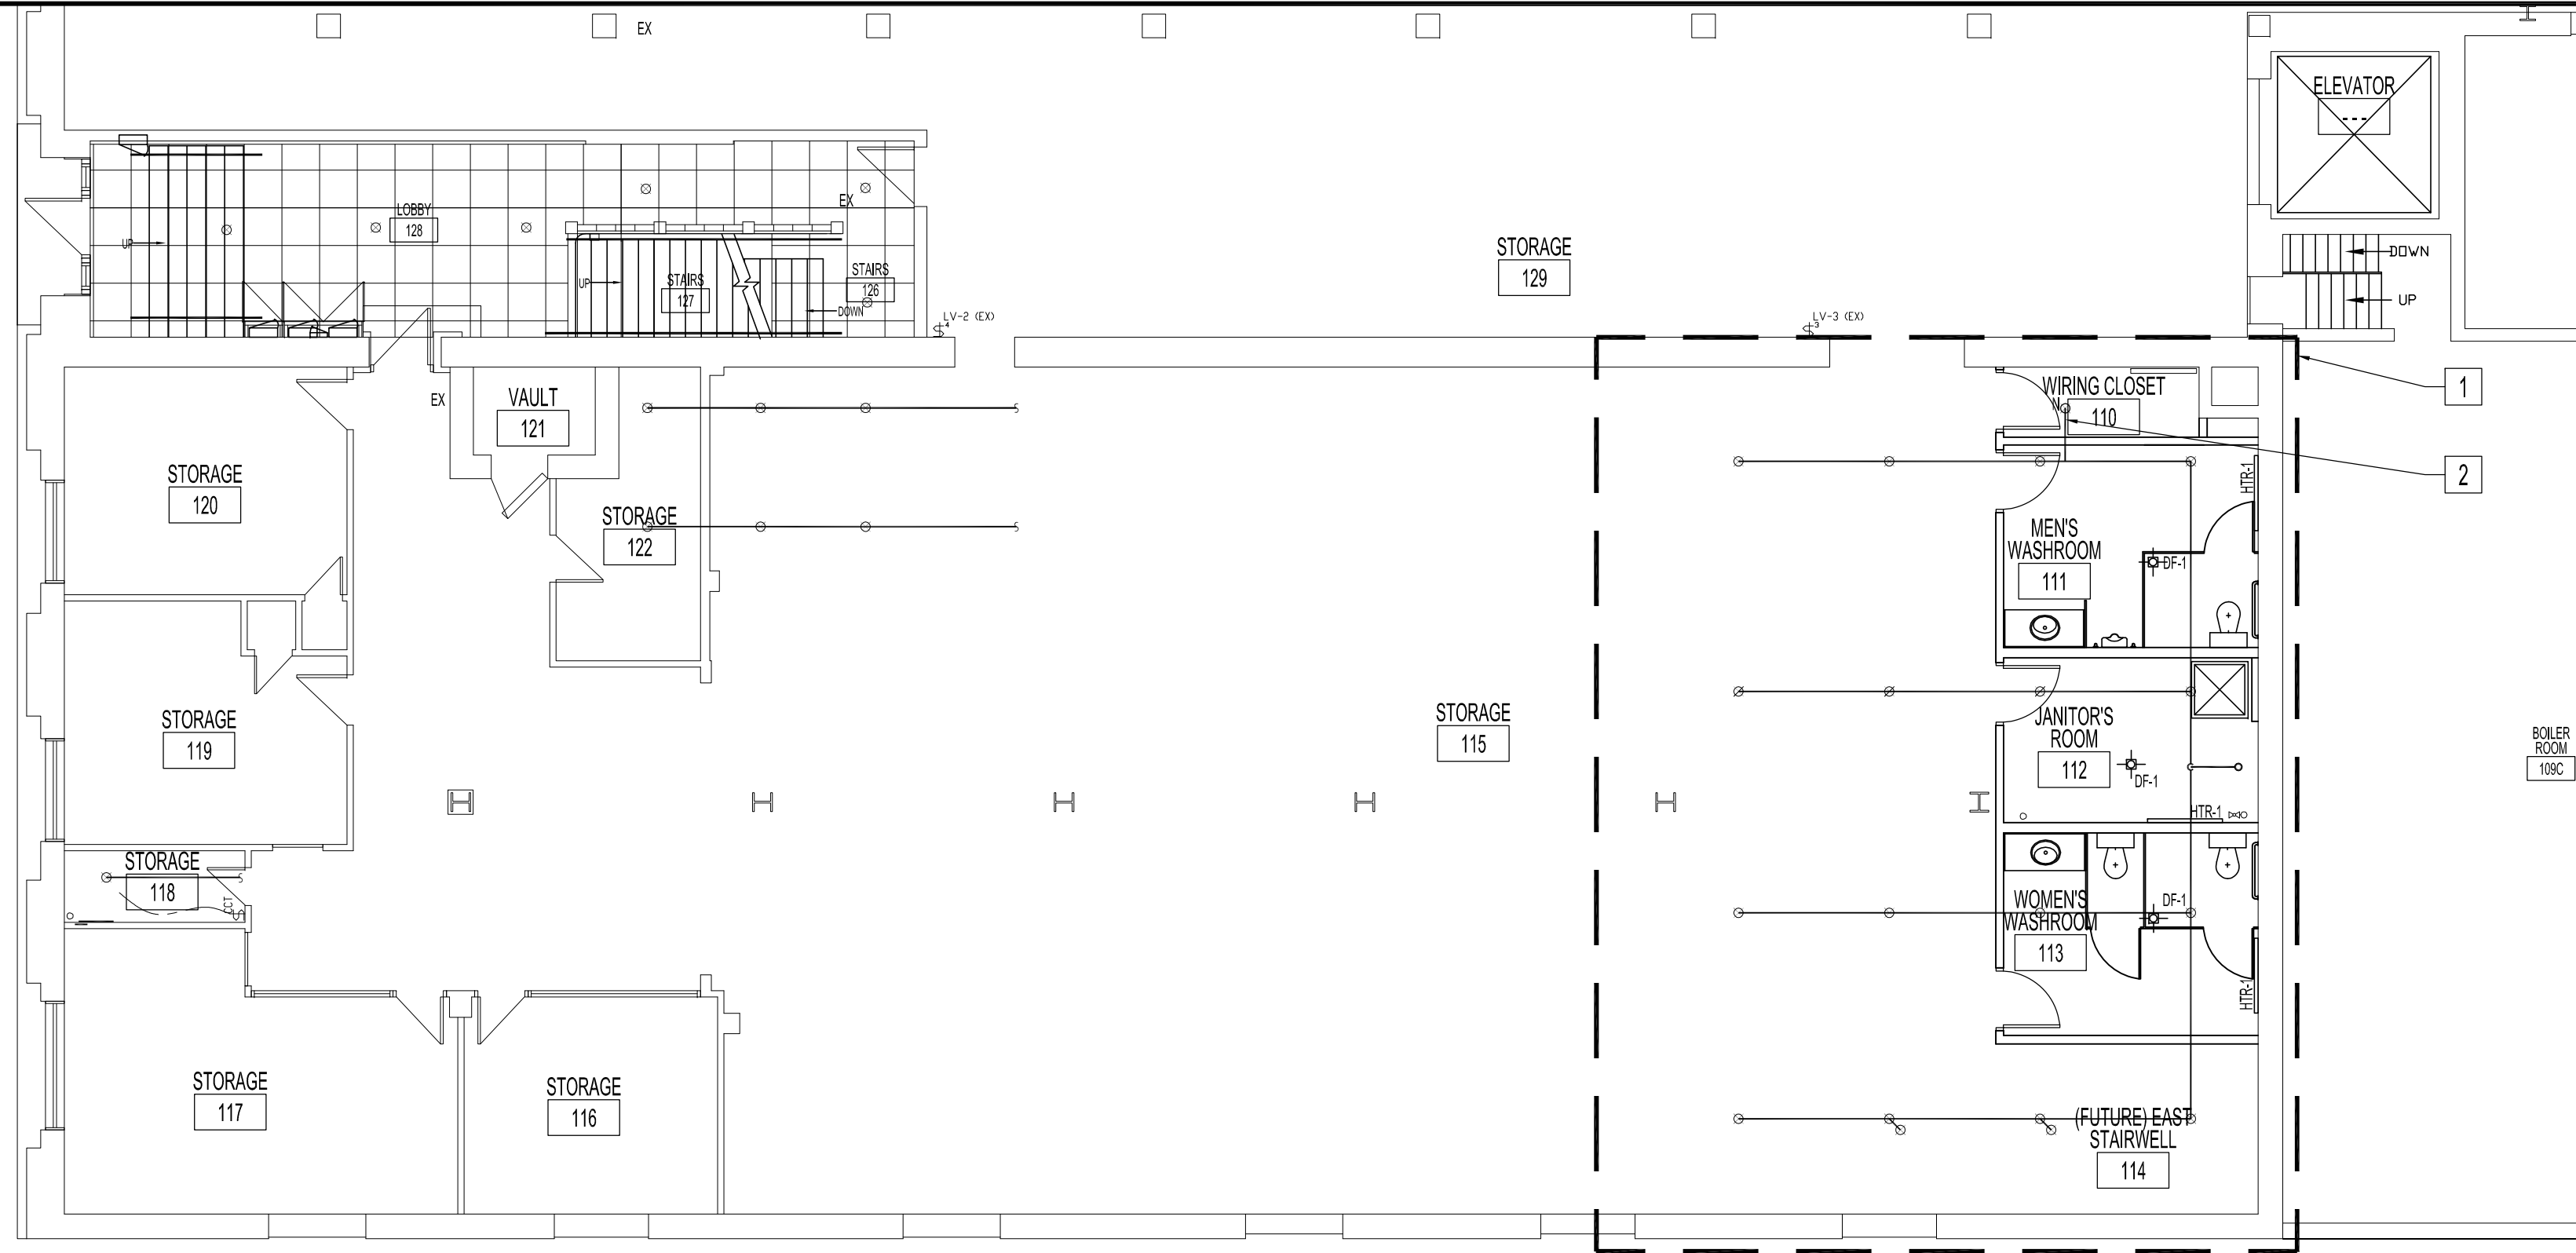 EX
ELEVATOR
---
LOBBY
128
EX
UP
UP
STAIRS
127
STAIRS
126
DOWN
STORAGE
129
DOWN
UP
LV-2 (EX)
$4
LV-3 (EX)
$3
EX
VAULT
121
WIRING CLOSET
N
110
1
2
STORAGE
120
STORAGE
122
HTR-1
MEN'S
WASHROOM
111
DF-1
STORAGE
119
STORAGE
115
JANITOR'S
ROOM
112
DF-1
HTR-1
BOILER
ROOM
109C
STORAGE
118
CCT
$
WOMEN'S
WASHROOM
113
DF-1
HTR-1
STORAGE
117
STORAGE
116
(FUTURE) EAST
STAIRWELL
114